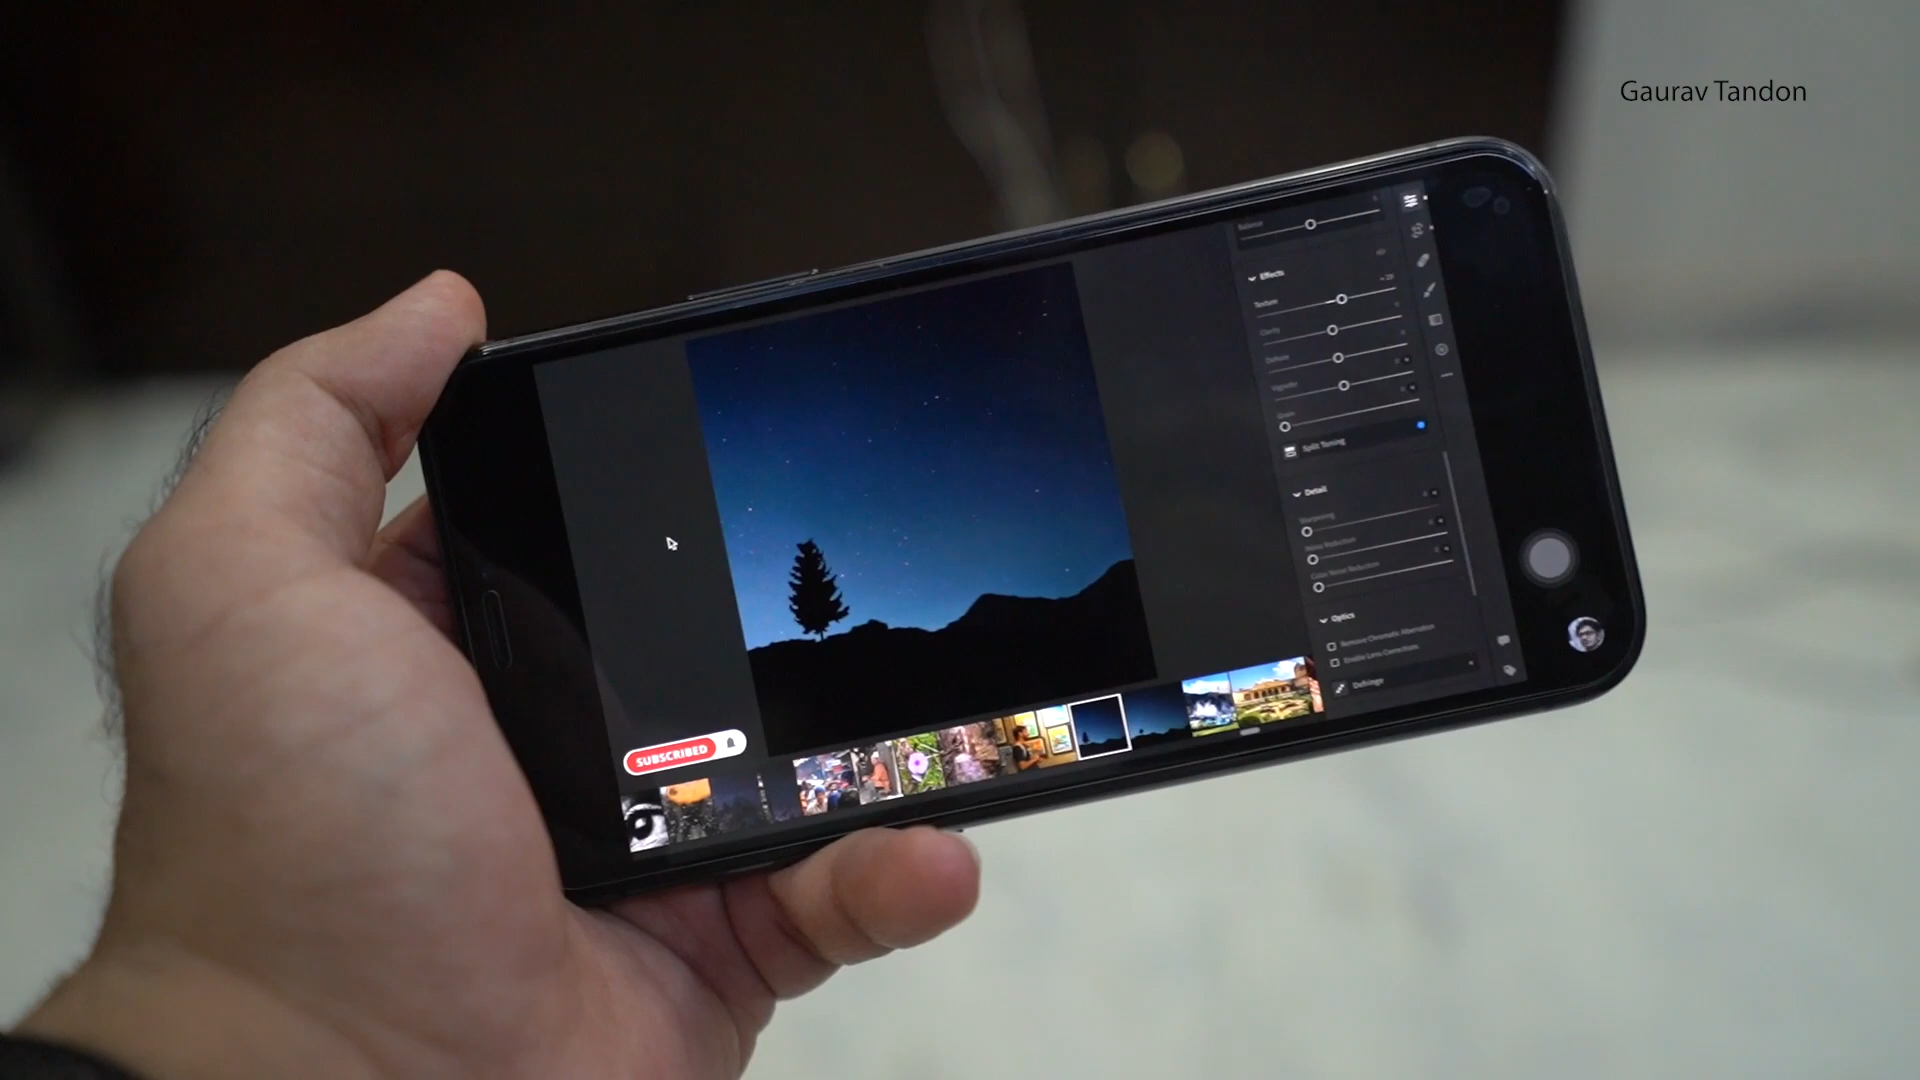 Gaurav Tandon
Balance
Effects
Texture
Clarity
Dehaze
Vignette
Grain
Split Toning
Detail
Sharpening
Noise Reduction
Color Noise Reduction
Optics
Remove Chromatic Aberration
Enable Lens Corrections
Defringe
SUBSCRIBED